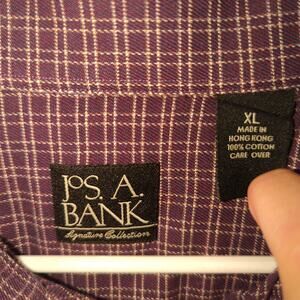 JOS. A.
BANK
Signature Collection
XL
MADE IN
HONG KONG
100% COTTON
CARE OVER